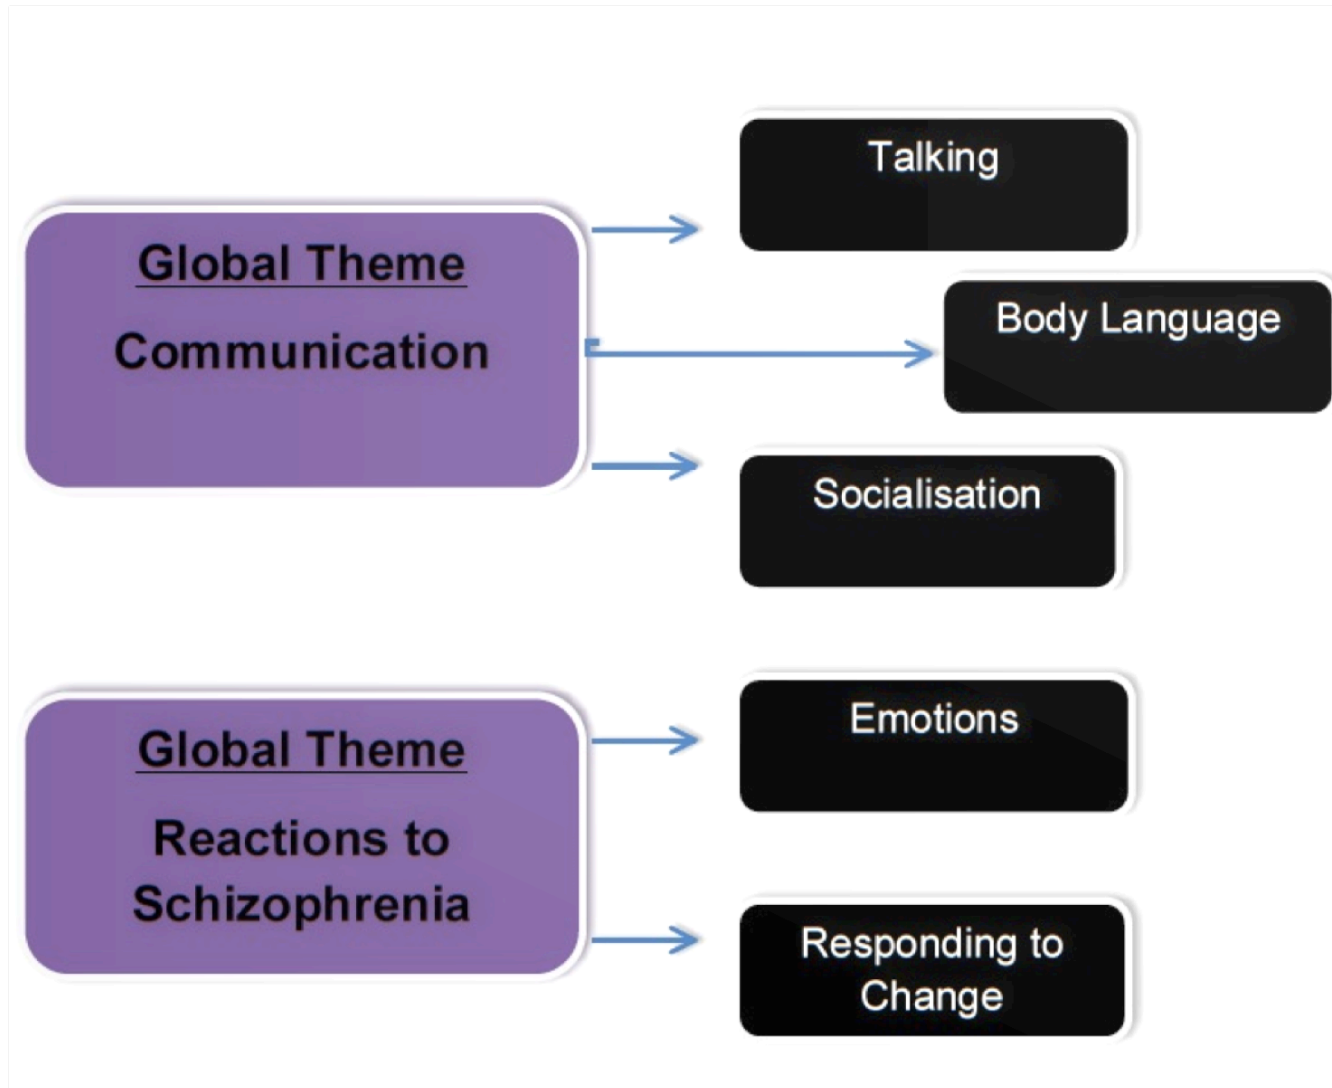 Global Theme
Communication
Talking
Body Language
Socialisation
Global Theme
Reactions to
Schizophrenia
Emotions
Responding to
Change